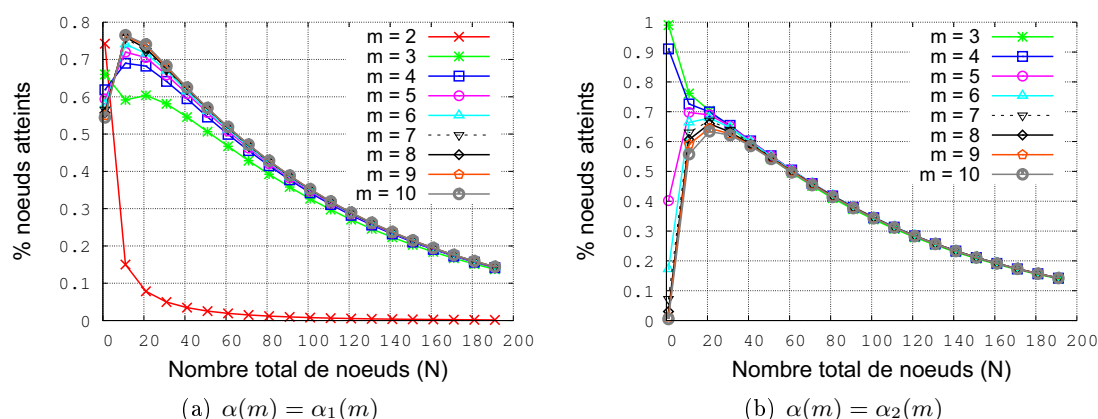 % noeuds atteints
0.8
0.7
0.6
0.5
0.4
0.3
0.2
0.1
0
0 20 40 60 80 100 120 140 160 180 200
Nombre total de noeuds (N)
m = 2
m = 3
m = 4
m = 5
m = 6
m = 7
m = 8
m = 9
m = 10
(a) α(m) = α₁(m)
% noeuds atteints
1
0.9
0.8
0.7
0.6
0.5
0.4
0.3
0.2
0.1
0
0 20 40 60 80 100 120 140 160 180 200
Nombre total de noeuds (N)
m = 3
m = 4
m = 5
m = 6
m = 7
m = 8
m = 9
m = 10
(b) α(m) = α₂(m)